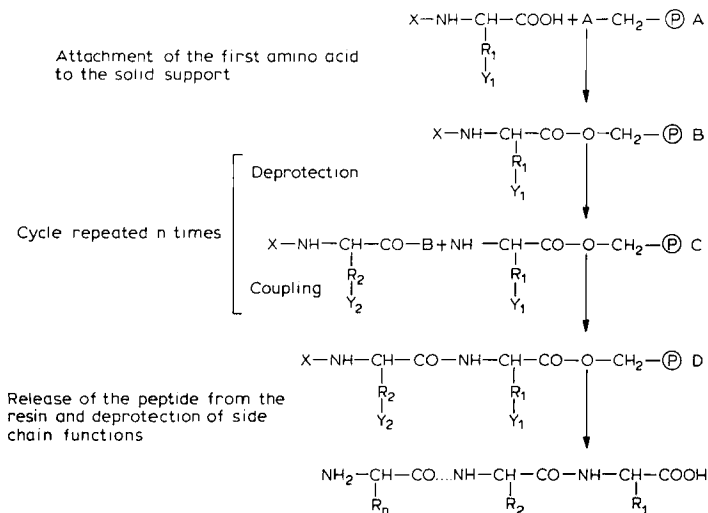 X—NH—CH—COOH + A—CH₂—Ⓟ A
R₁
Y₁
Attachment of the first amino acid
to the solid support
X—NH—CH—CO—O—CH₂—Ⓟ B
R₁
Y₁
Deprotection
Cycle repeated n times
X—NH—CH—CO—B + NH—CH—CO—O—CH₂—Ⓟ C
R₂ R₁
Y₂ Y₁
Coupling
X—NH—CH—CO—NH—CH—CO—O—CH₂—Ⓟ D
R₂ R₁
Y₂ Y₁
Release of the peptide from the
resin and deprotection of side
chain functions
NH₂—CH—CO....NH—CH—CO—NH—CH—COOH
Rₙ R₂ R₁